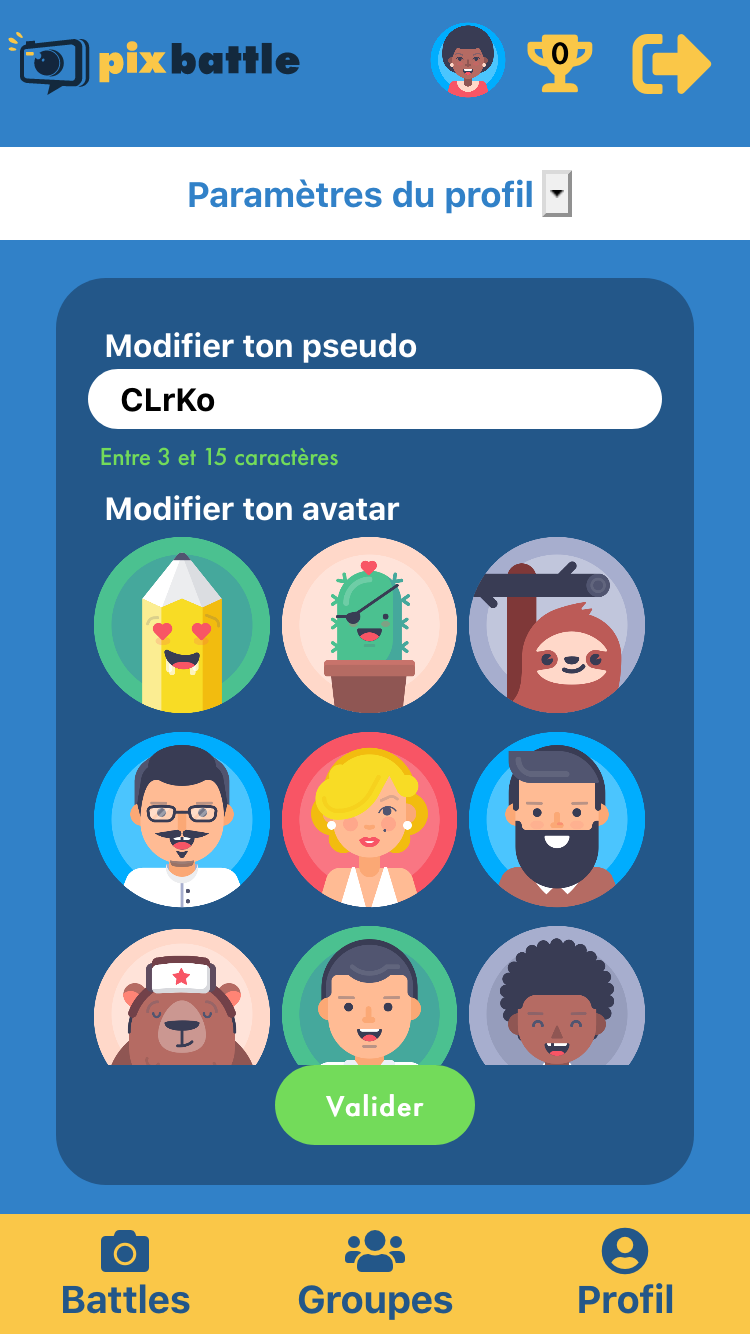 pixbattle
0
Paramètres du profil
Modifier ton pseudo
CLrKo
Entre 3 et 15 caractères
Modifier ton avatar
Valider
Battles Groupes Profil